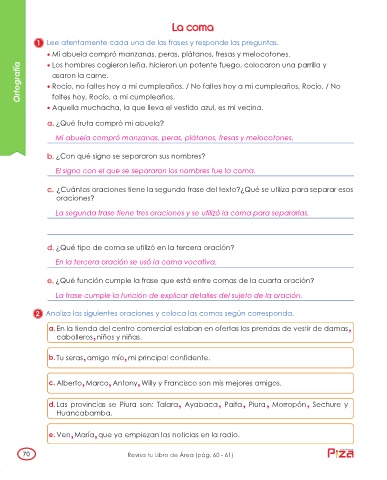 La coma
1 Lee atentamente cada una de las frases y responde las preguntas.
• Mi abuela compró manzanas, peras, plátanos, fresas y melocotones.
• Los hombres cogieron leña, hicieron un potente fuego, colocaron una parrilla y
asaron la carne.
• Rocío, no faltes hoy a mi cumpleaños. / No faltes hoy a mi cumpleaños, Rocío. / No
faltes hoy, Rocío, a mi cumpleaños.
• Aquella muchacha, la que lleva el vestido azul, es mi vecina.
Ortografía
a. ¿Qué fruta compró mi abuela?
Mi abuela compró manzanas, peras, plátanos, fresas y melocotones.
b. ¿Con qué signo se separaron sus nombres?
El signo con el que se separaron los nombres fue la coma.
c. ¿Cuántas oraciones tiene la segunda frase del texto?¿Qué se utiliza para separar esas
oraciones?
La segunda frase tiene tres oraciones y se utilizó la coma para separarlas.
d. ¿Qué tipo de coma se utilizó en la tercera oración?
En la tercera oración se usó la coma vocativa.
e. ¿Qué función cumple la frase que está entre comas de la cuarta oración?
La frase cumple la función de explicar detalles del sujeto de la oración.
2 Analiza las siguientes oraciones y coloca las comas según corresponda.
a. En la tienda del centro comercial estaban en ofertas las prendas de vestir de damas,
caballeros, niños y niñas.
b. Tu seras, amigo mío, mi principal confidente.
c. Alberto, Marco, Antony, Willy y Francisco son mis mejores amigos.
d. Las provincias se Piura son: Talara, Ayabaca, Paita, Piura, Morropón, Sechure y
Huancabamba.
e. Ven, María, que ya empiezan las noticias en la radio.
70
Revisa tu Libro de Área (pág. 60 - 61)